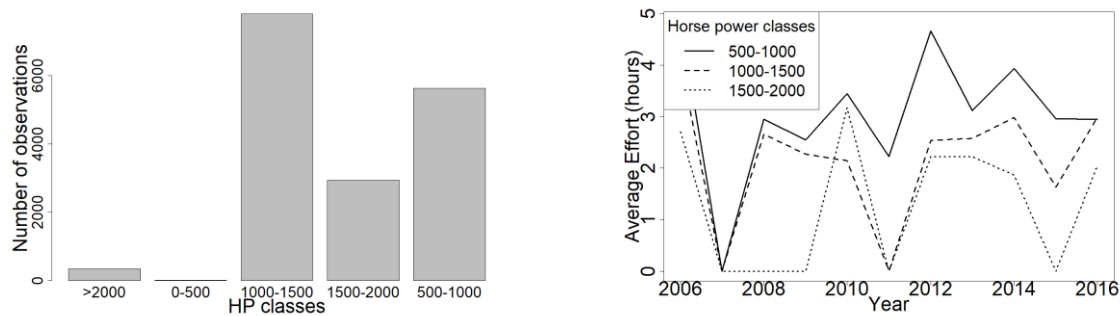 Number of observations
0 2000 4000 6000
>2000 0-500 1000-1500 1500-2000 500-1000
HP classes
Average Effort (hours)
0 1 2 3 4 5
Horse power classes
500-1000
1000-1500
1500-2000
2006 2008 2010 2012 2014 2016
Year